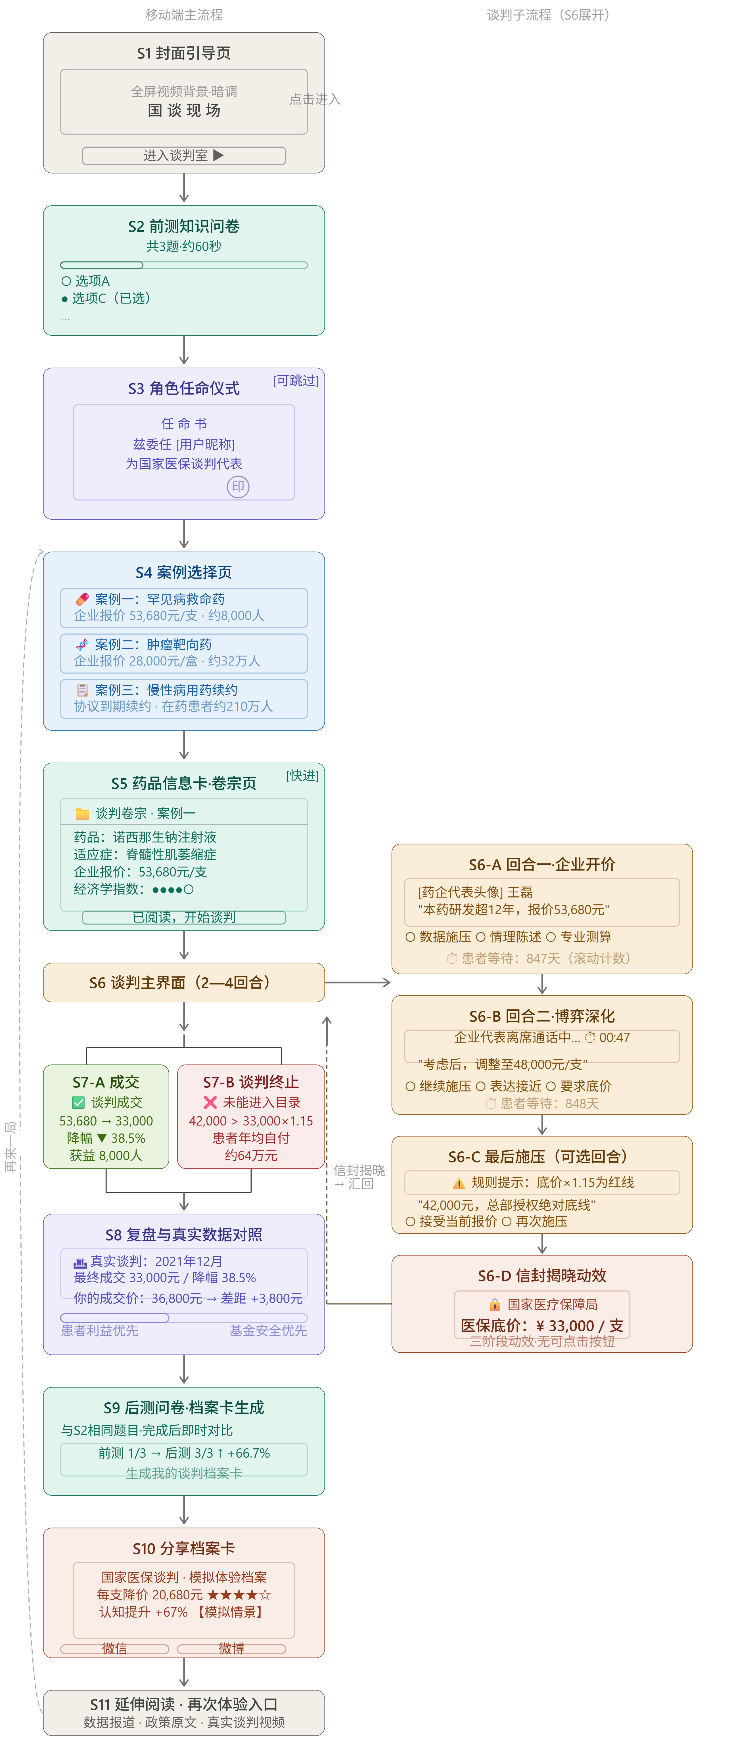 移动端主流程
谈判子流程（S6展开）
S1 封面引导页
全屏视频背景·暗调
国 谈 现 场
点击进入
进入谈判室 ▶
S2 前测知识问卷
共3题·约60秒
○ 选项A
● 选项C（已选）
...
[可跳过]
S3 角色任命仪式
任 命 书
兹委任 [用户昵称]
为国家医保谈判代表
印
S4 案例选择页
案例一：罕见病救命药
企业报价 53,680元/支 · 约8,000人
案例二：肿瘤靶向药
企业报价 28,000元/盒 · 约32万人
案例三：慢性病用药续约
协议到期续约 · 在药患者约210万人
[快进]
S5 药品信息卡·卷宗页
谈判卷宗 · 案例一
药品：诺西那生钠注射液
适应症：脊髓性肌萎缩症
企业报价：53,680元/支
经济学指数：●●●●○
已阅读，开始谈判
S6 谈判主界面（2—4回合）
S6-A 回合一·企业开价
[药企代表头像] 王磊
"本药研发超12年，报价53,680元"
○ 数据施压 ○ 情理陈述 ○ 专业测算
⏱ 患者等待：847天（滚动计数）
S6-B 回合二·博弈深化
企业代表离席通话中... ⏱ 00:47
"考虑后，调整至48,000元/支"
○ 继续施压 ○ 表达接近 ○ 要求底价
⏱ 患者等待：848天
S6-C 最后施压（可选回合）
⚠ 规则提示：底价×1.15为红线
"42,000元，总部授权绝对底线"
○ 接受当前报价 ○ 再次施压
S6-D 信封揭晓动效
🔒 国家医疗保障局
医保底价：¥ 33,000 / 支
三阶段动效·无可点击按钮
信封揭晓
→ 汇回
S7-A 成交
✅ 谈判成交
53,680 → 33,000
降幅 ▼ 38.5%
获益 8,000人
S7-B 谈判终止
❌ 未能进入目录
42,000 > 33,000×1.15
患者年均自付
约64万元
再来一局
S8 复盘与真实数据对照
真实谈判：2021年12月
最终成交 33,000元 / 降幅 38.5%
你的成交价：36,800元 → 差距 +3,800元
患者利益优先
基金安全优先
S9 后测问卷·档案卡生成
与S2相同题目·完成后即时对比
前测 1/3 → 后测 3/3 ↑ +66.7%
生成我的谈判档案卡
S10 分享档案卡
国家医保谈判 · 模拟体验档案
每支降价 20,680元 ★★★★☆
认知提升 +67% 【模拟情景】
微信
微博
S11 延伸阅读 · 再次体验入口
数据报道 · 政策原文 · 真实谈判视频